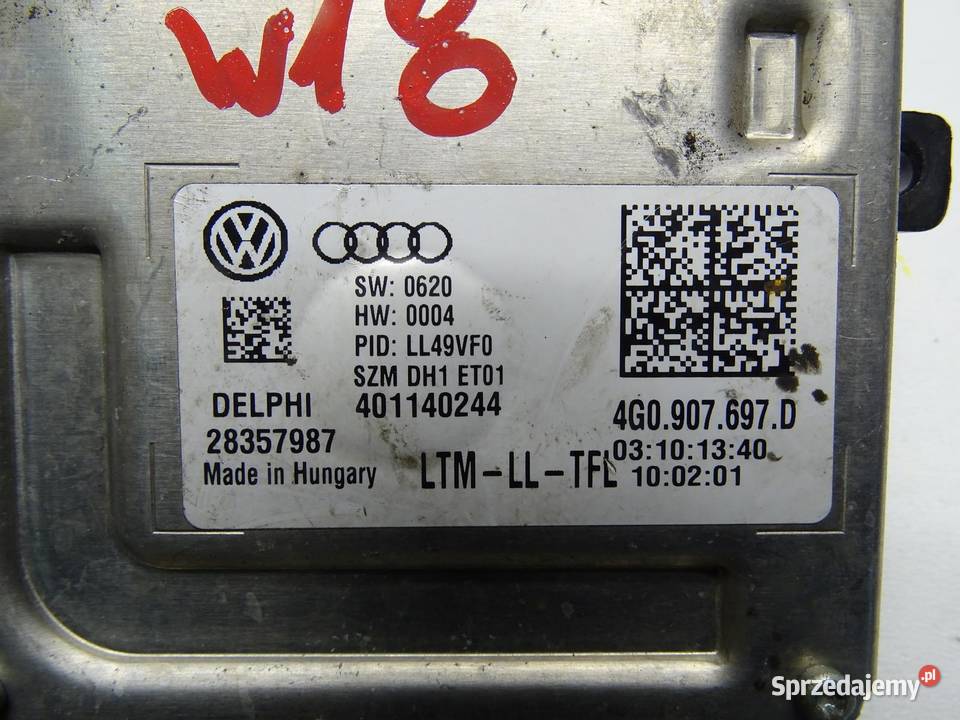 w18
SW: 0620
HW: 0004
PID: LL49VF0
SZM DH1 ET01
DELPHI 401140244
28357987
Made in Hungary
LTM-LL-TFL
4G0.907.697.D
03:10:13:40
10:02:01
Sprzedajemy.pl